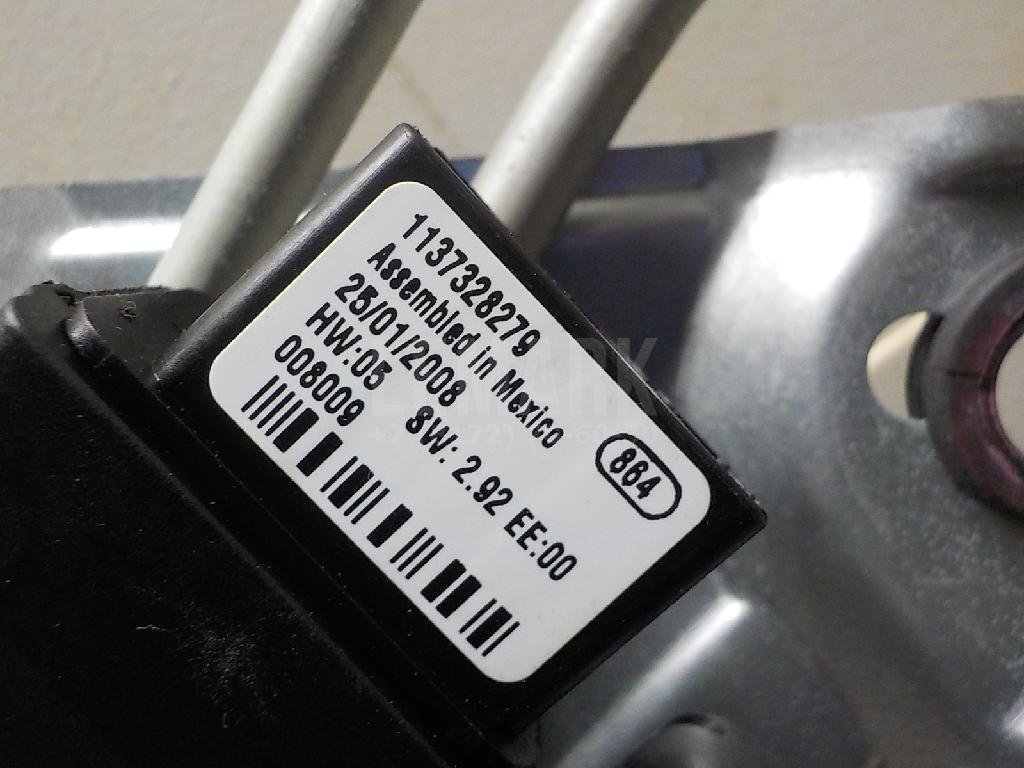 1137328279
Assembled in Mexico
25/01/2008
864
HW:05 SW: 2.92 EE:00
008009